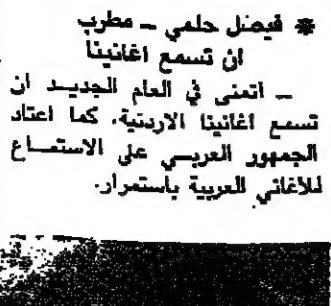 * فيصل حلمي - مطرب
ان تسمع اغانينا
- اتمنى في العام الجديد ان
تسمع اغانينا الاردنية، كما اعتاد
الجمهور العربي على الاستماع
للاغاني العربية باستمرار.